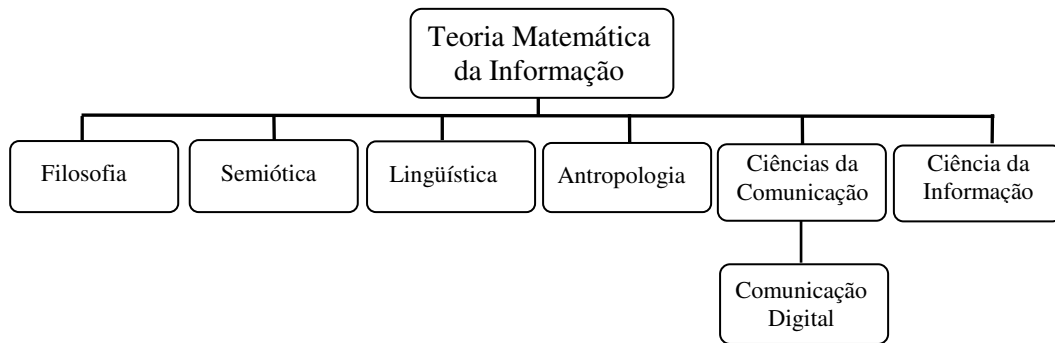 Teoria Matemática
da Informação
Filosofia
Semiótica
Lingüística
Antropologia
Ciências da
Comunicação
Ciência da
Informação
Comunicação
Digital